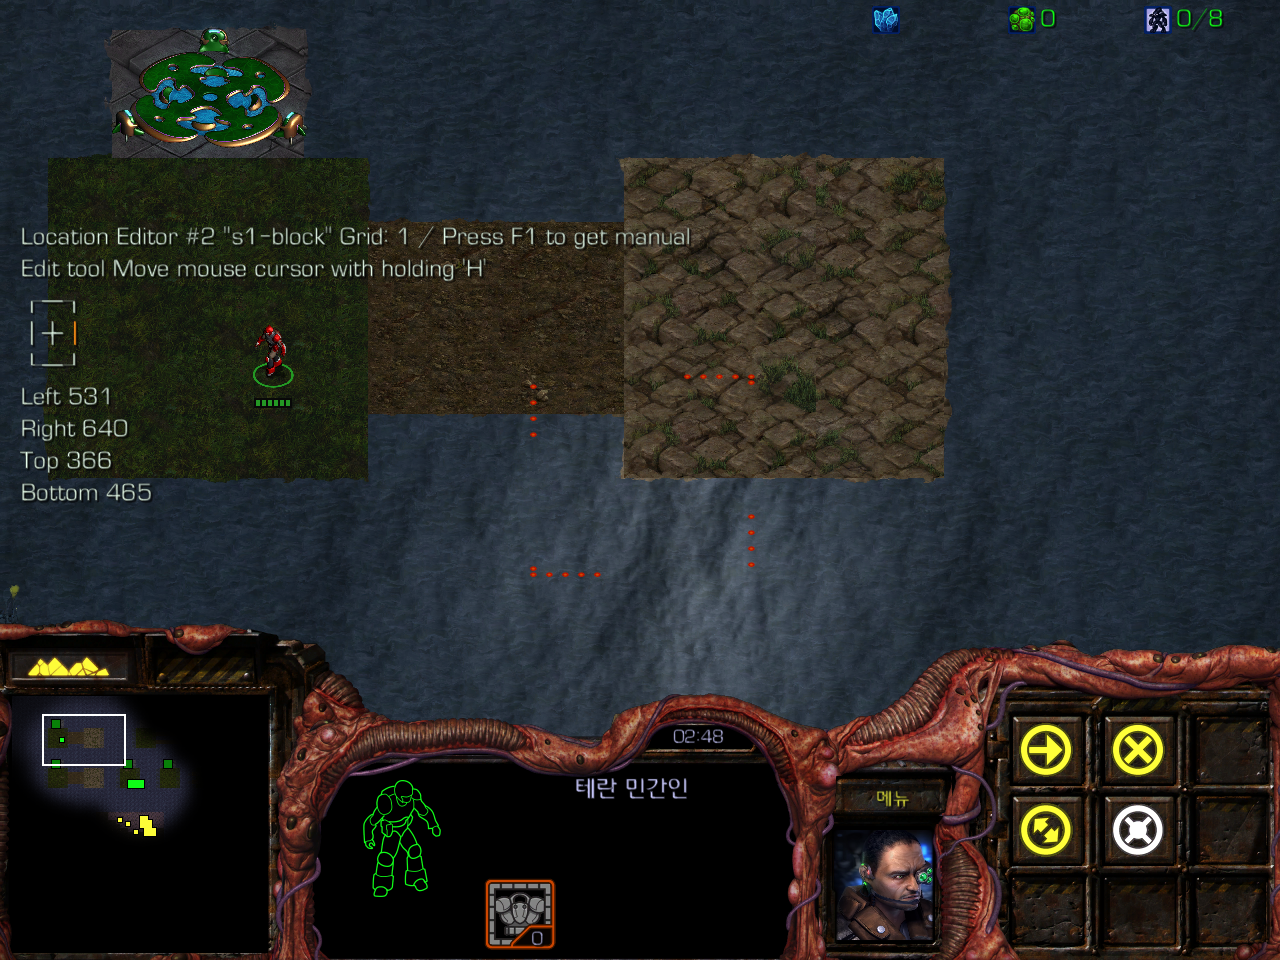 0
0/8
Location Editor #2 "s1-block" Grid: 1 / Press F1 to get manual
Edit tool Move mouse cursor with holding 'H'
Left 531
Right 640
Top 366
Bottom 465
02:48
테란 민간인
메뉴
0